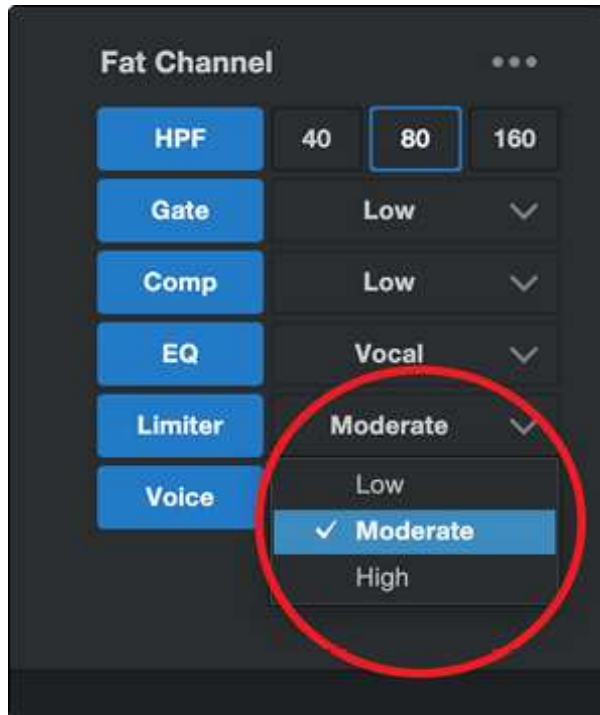 Fat Channel
HPF 40 80 160
Gate Low
Comp Low
EQ Vocal
Limiter Moderate
Voice Low
Moderate
High